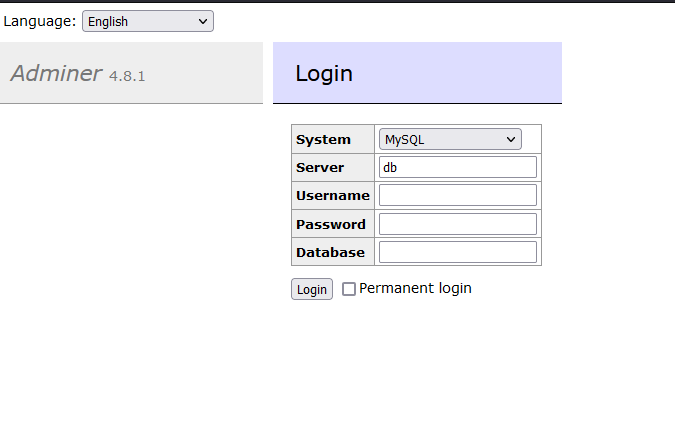 Language: English
Adminer 4.8.1
Login
System MySQL
Server db
Username
Password
Database
Login Permanent login